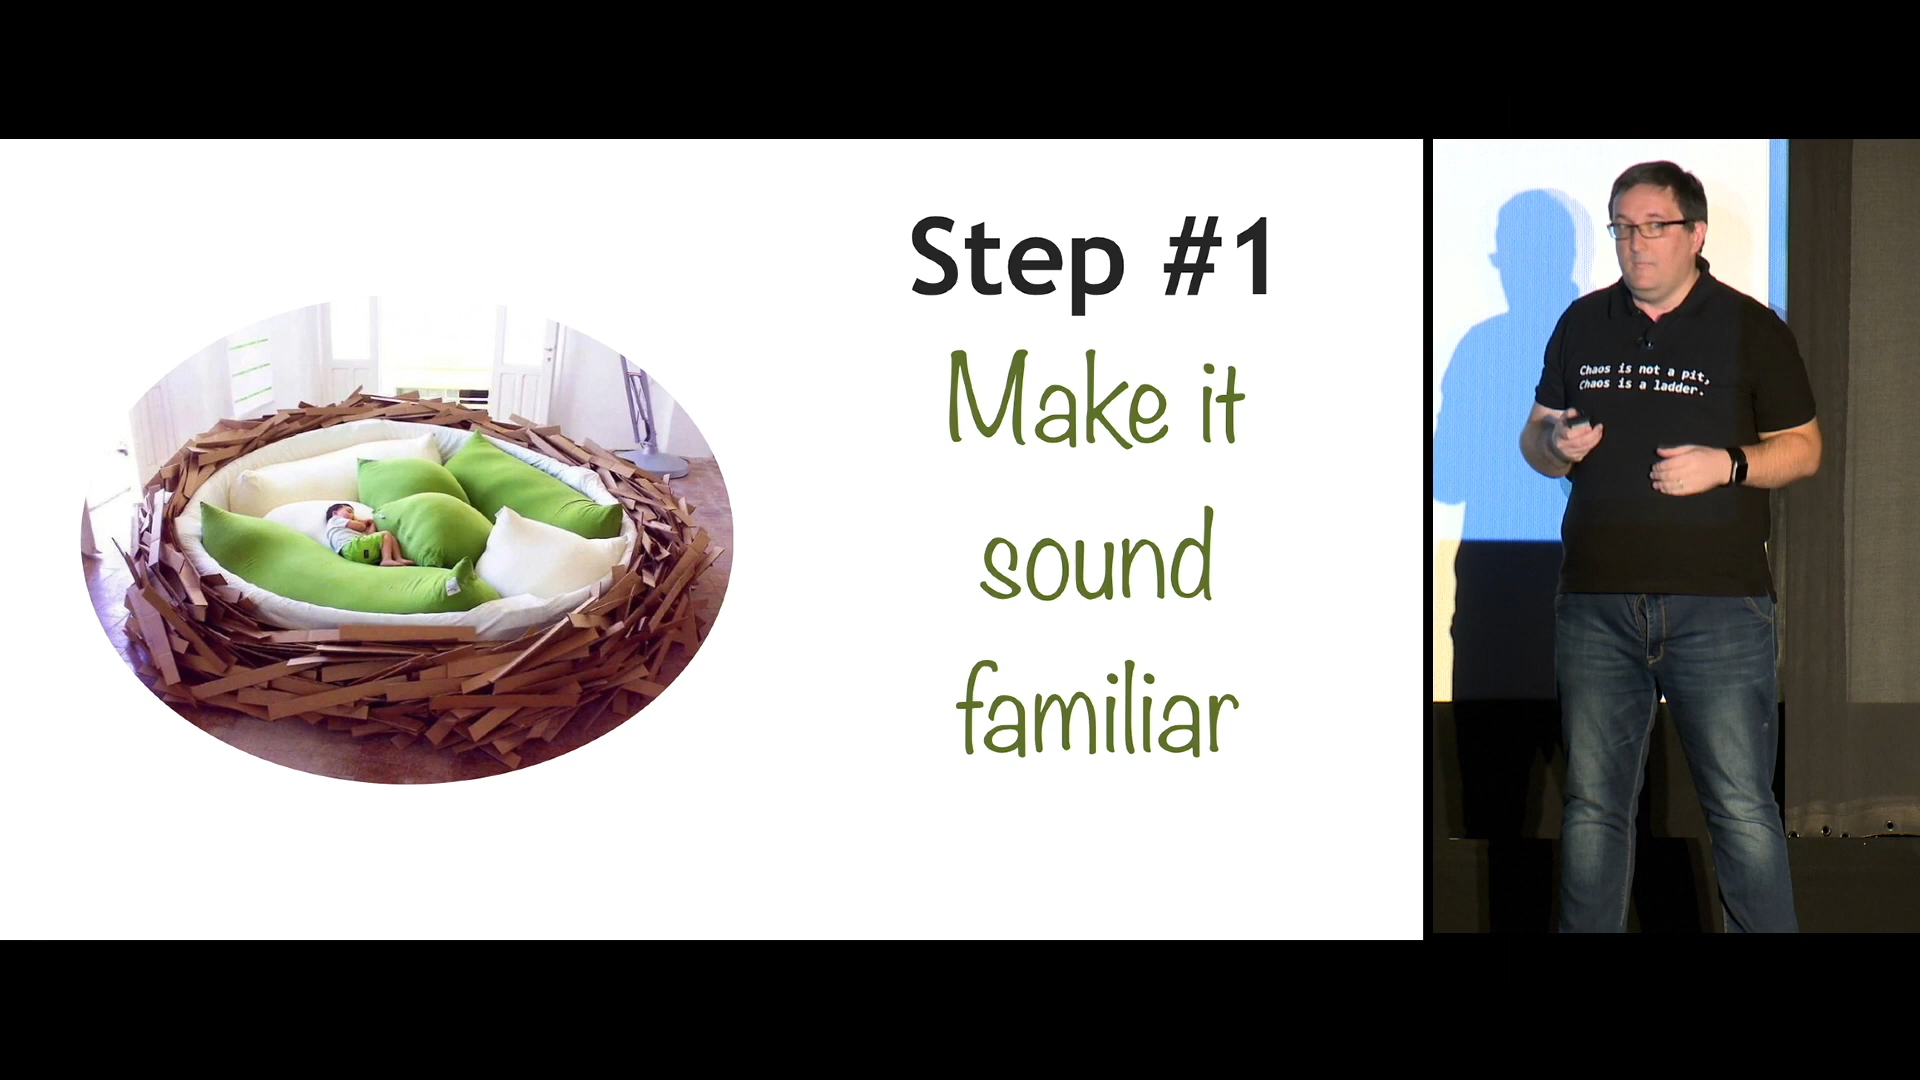 Step #1
Make it
sound
familiar
Chaos is not a pit,
Chaos is a ladder.